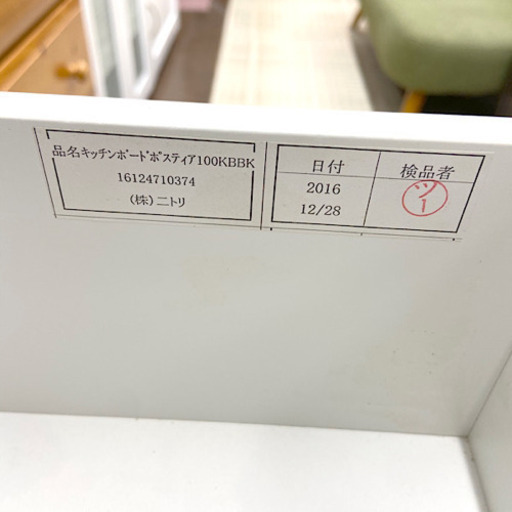 品名キッチンボードポスティア100KBBK
16124710374
(株)ニトリ
日付 検品者
2016
12/28
ツ
1